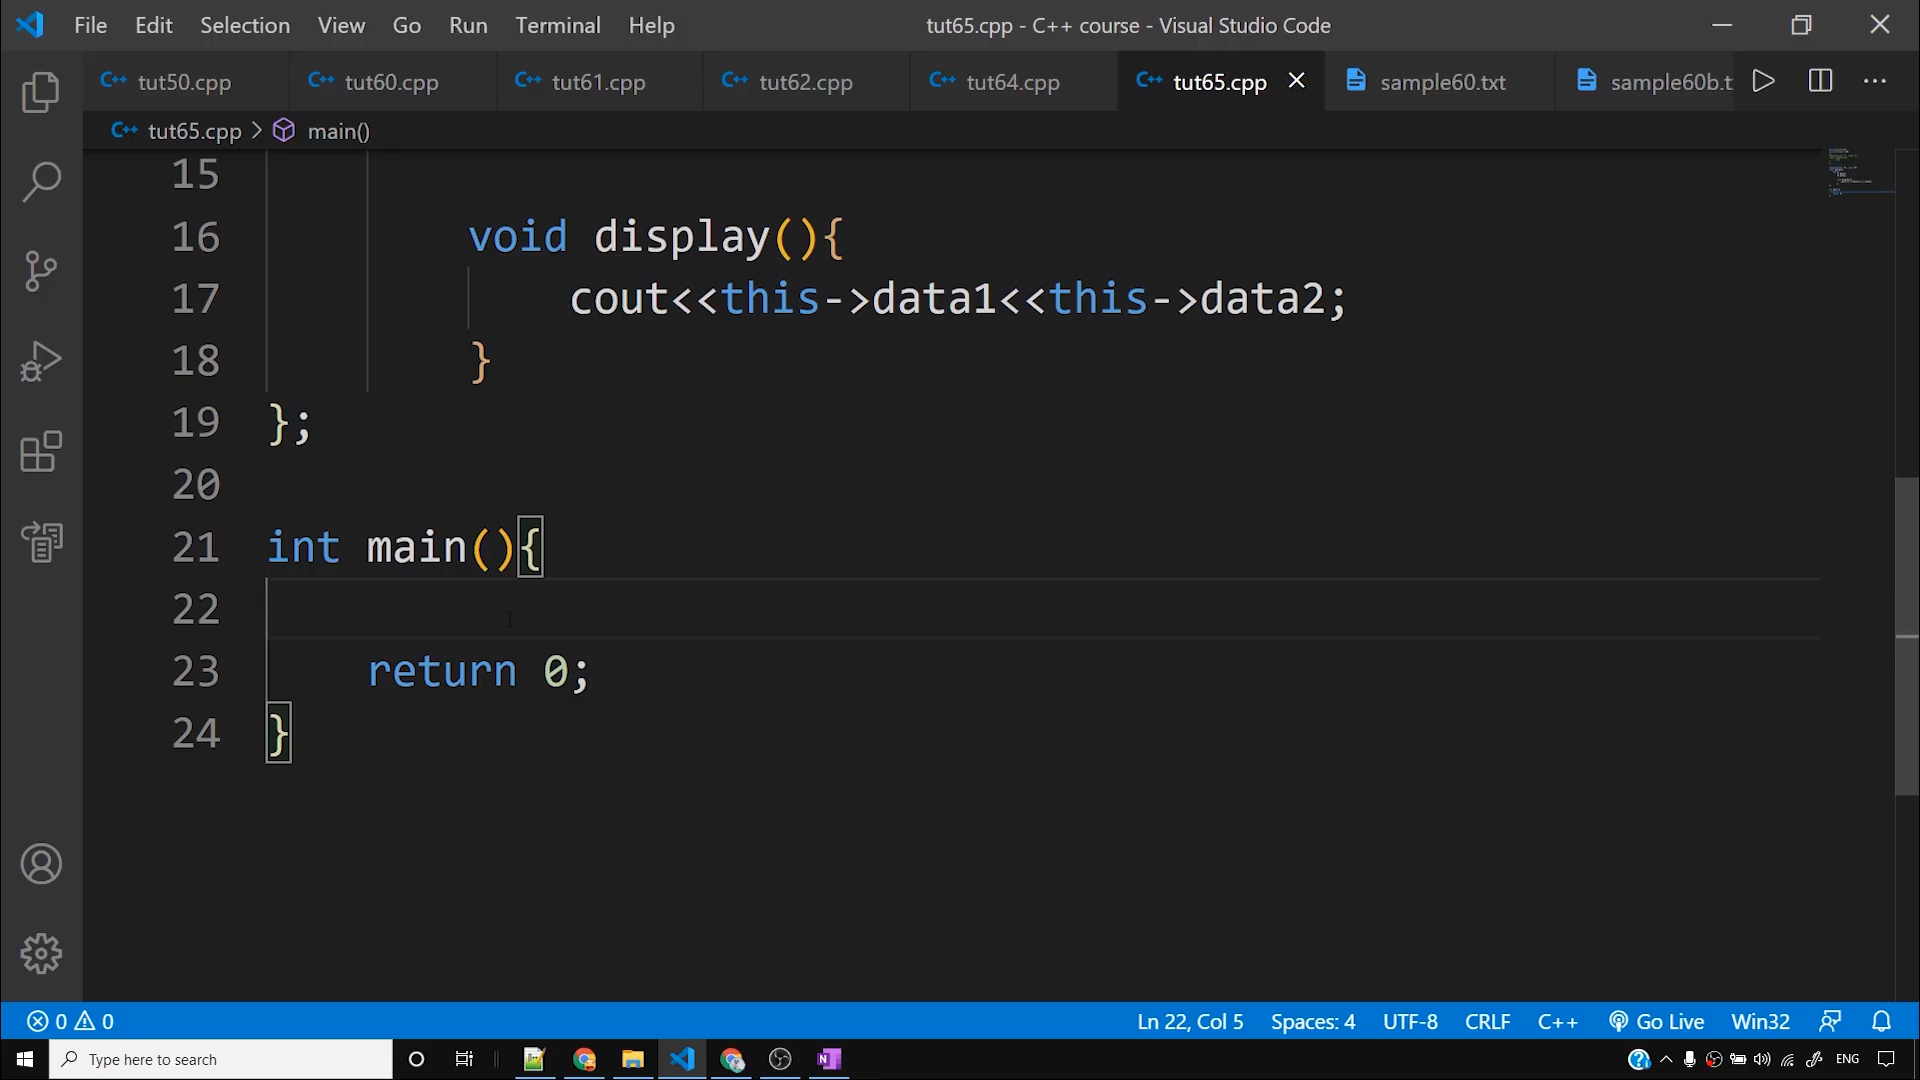 File Edit Selection View Go Run Terminal Help tut65.cpp - C++ course - Visual Studio Code
C++ tut50.cpp C++ tut60.cpp C++ tut61.cpp C++ tut62.cpp C++ tut64.cpp C++ tut65.cpp sample60.txt sample60b.t
C++ tut65.cpp > main()
15
16 void display(){
17 cout<<this->data1<<this->data2;
18 }
19 };
20
21 int main(){
22
23 return 0;
24 }
0 0 Ln 22, Col 5 Spaces: 4 UTF-8 CRLF C++ Go Live Win32
Type here to search ENG